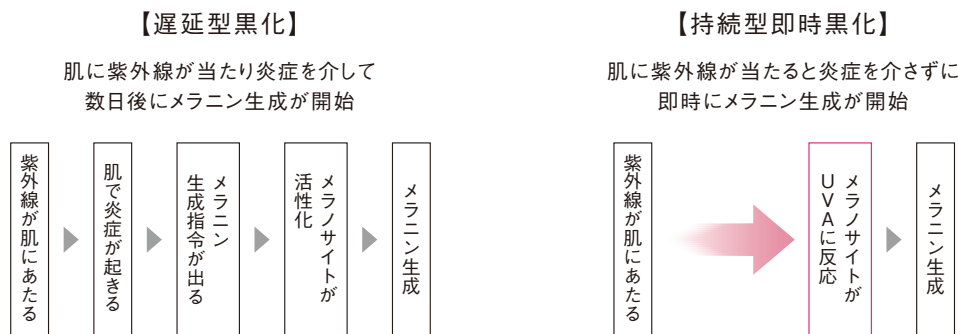 【遅延型黒化】
肌に紫外線が当たり炎症を介して
数日後にメラニン生成が開始
紫外線が肌にあたる
肌で炎症が起きる
メラニン
生成指令が出る
メラノサイトが
活性化
メラニン生成
【持続型即時黒化】
肌に紫外線が当たると炎症を介さずに
即時にメラニン生成が開始
紫外線が肌にあたる
メラノサイトが
UVAに反応
メラニン生成